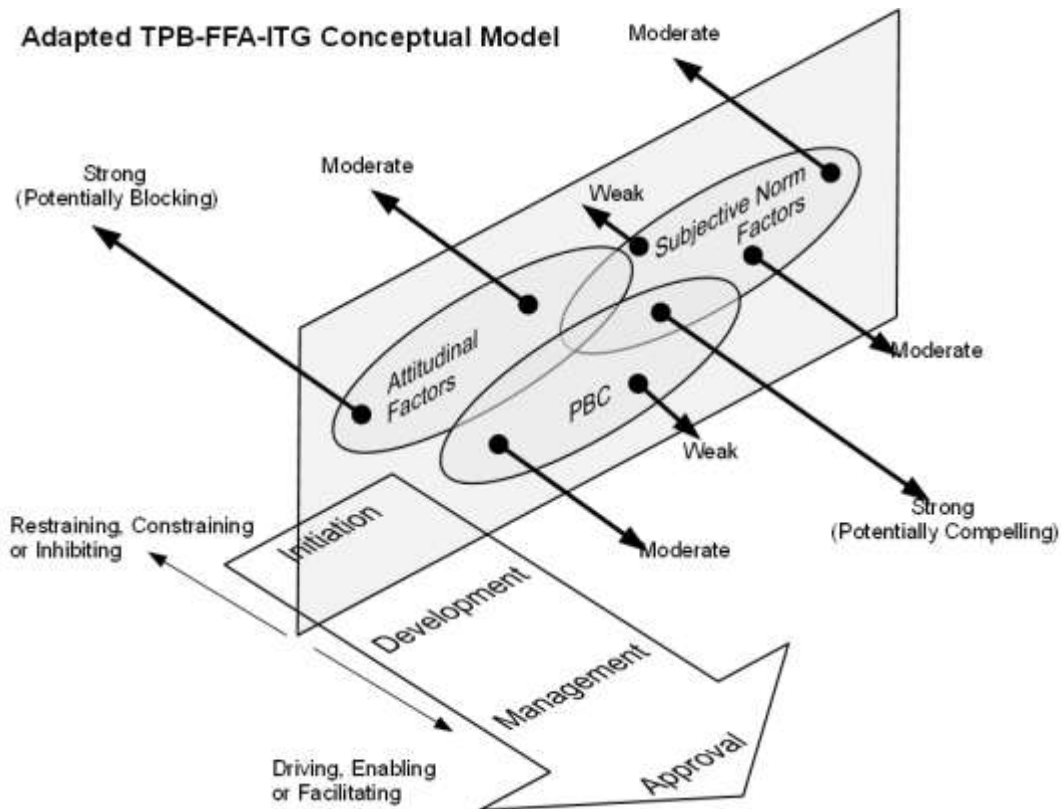 Adapted TPB-FFA-ITG Conceptual Model
Moderate
Strong
(Potentially Blocking)
Moderate
Weak
Subjective Norm
Factors
Attitudinal
Factors
PBC
Moderate
Weak
Moderate
Strong
(Potentially Compelling)
Restraining, Constraining
or Inhibiting
Initiation
Development
Management
Approval
Driving, Enabling
or Facilitating